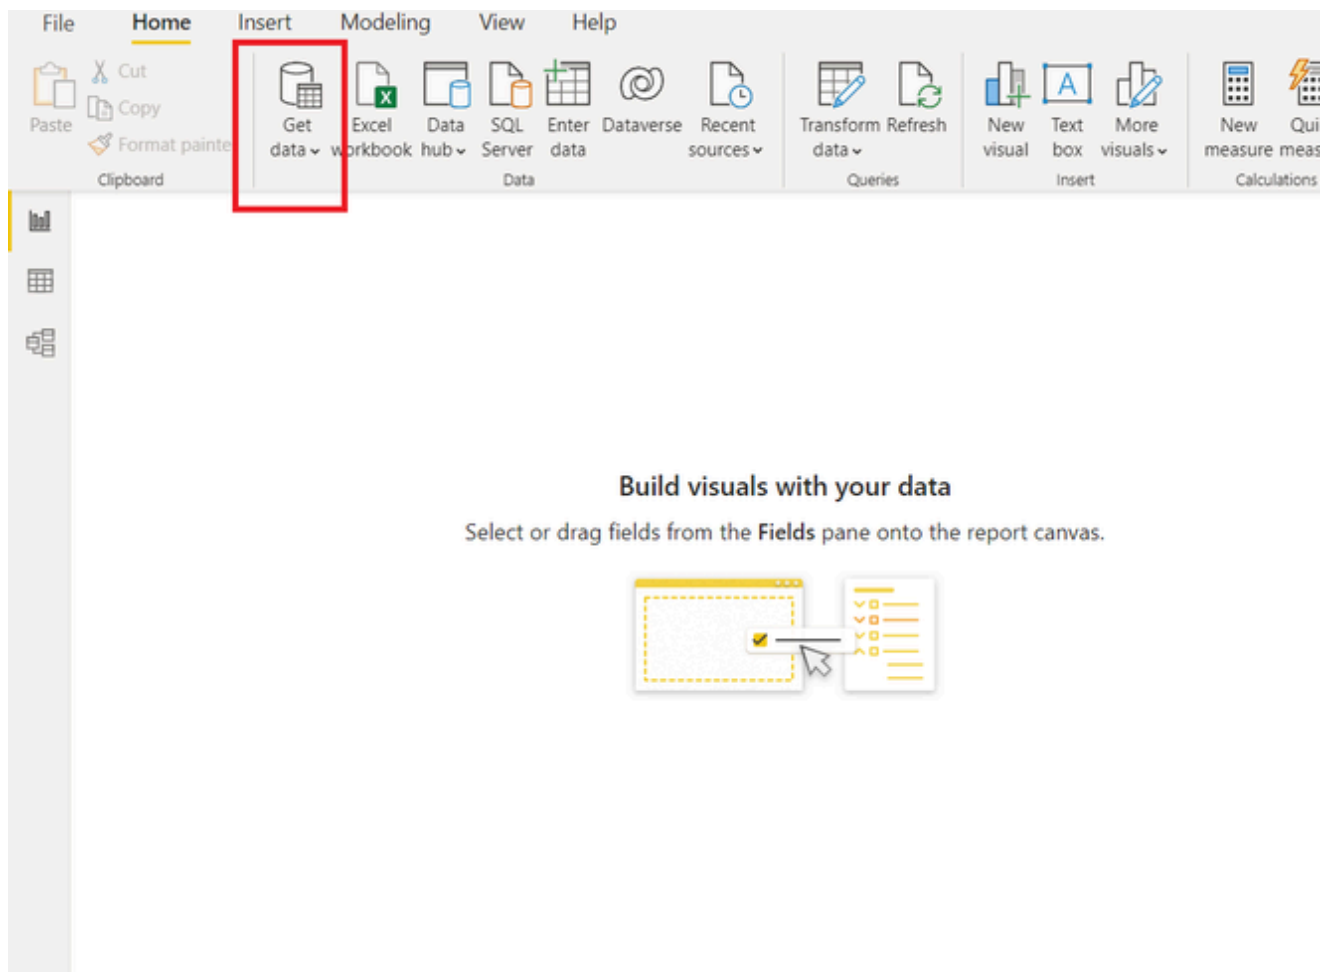 File Home Insert Modeling View Help
Paste
Cut
Copy
Format painte
Clipboard
Get data
Excel workbook
Data hub
SQL Server
Enter data
Dataverse
Recent sources
Data
Transform data
Refresh
Queries
New visual
Text box
More visuals
Insert
New measure
Qui
meas
Calculations
Build visuals with your data
Select or drag fields from the Fields pane onto the report canvas.